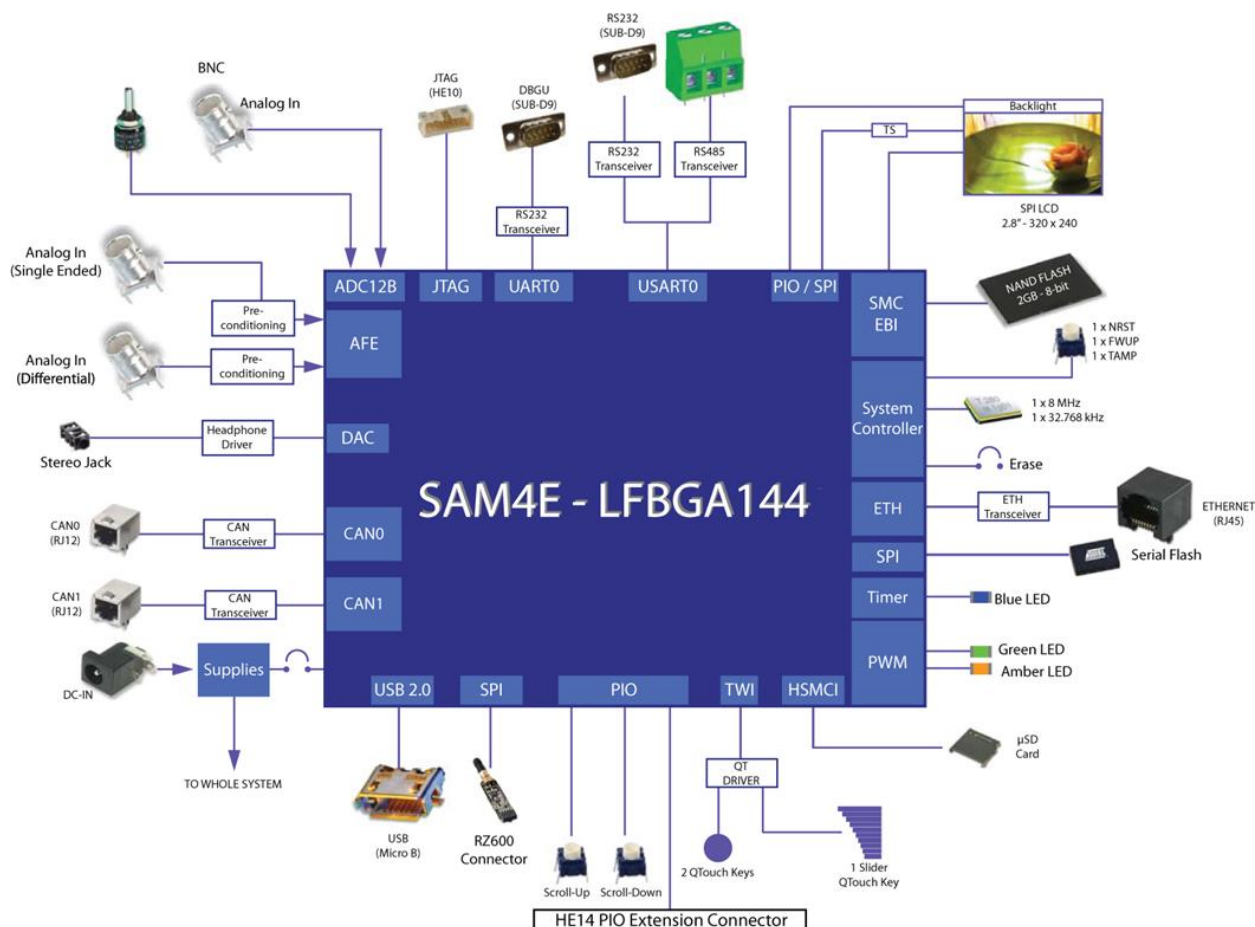 RS232
(SUB-D9)
BNC
Analog In
JTAG
(HE10)
DBGU
(SUB-D9)
Backlight
TS
RS232
Transceiver
RS485
Transceiver
SPI LCD
2.8" - 320 x 240
RS232
Transceiver
Analog In
(Single Ended)
Pre-
conditioning
ADC12B
JTAG
UART0
USART0
PIO / SPI
SMC
EBI
NAND FLASH
2GB - 8-bit
1 x NRST
1 x FWUP
1 x TAMP
AFE
Analog In
(Differential)
Pre-
conditioning
System
Controller
1 x 8 MHz
1 x 32.768 kHz
Headphone
Driver
DAC
Stereo Jack
Erase
SAM4E - LFBGA144
ETH
ETH
Transceiver
ETHERNET
(RJ45)
CAN0
(RJ12)
CAN
Transceiver
CAN0
SPI
Serial Flash
CAN1
(RJ12)
CAN
Transceiver
CAN1
Timer
Blue LED
DC-IN
Supplies
PWM
Green LED
Amber LED
USB 2.0
SPI
PIO
TWI
HSMCI
µSD
Card
TO WHOLE SYSTEM
QT
DRIVER
USB
(Micro B)
RZ600
Connector
Scroll-Up
Scroll-Down
2 QTouch Keys
1 Slider
QTouch Key
HE14 PIO Extension Connector